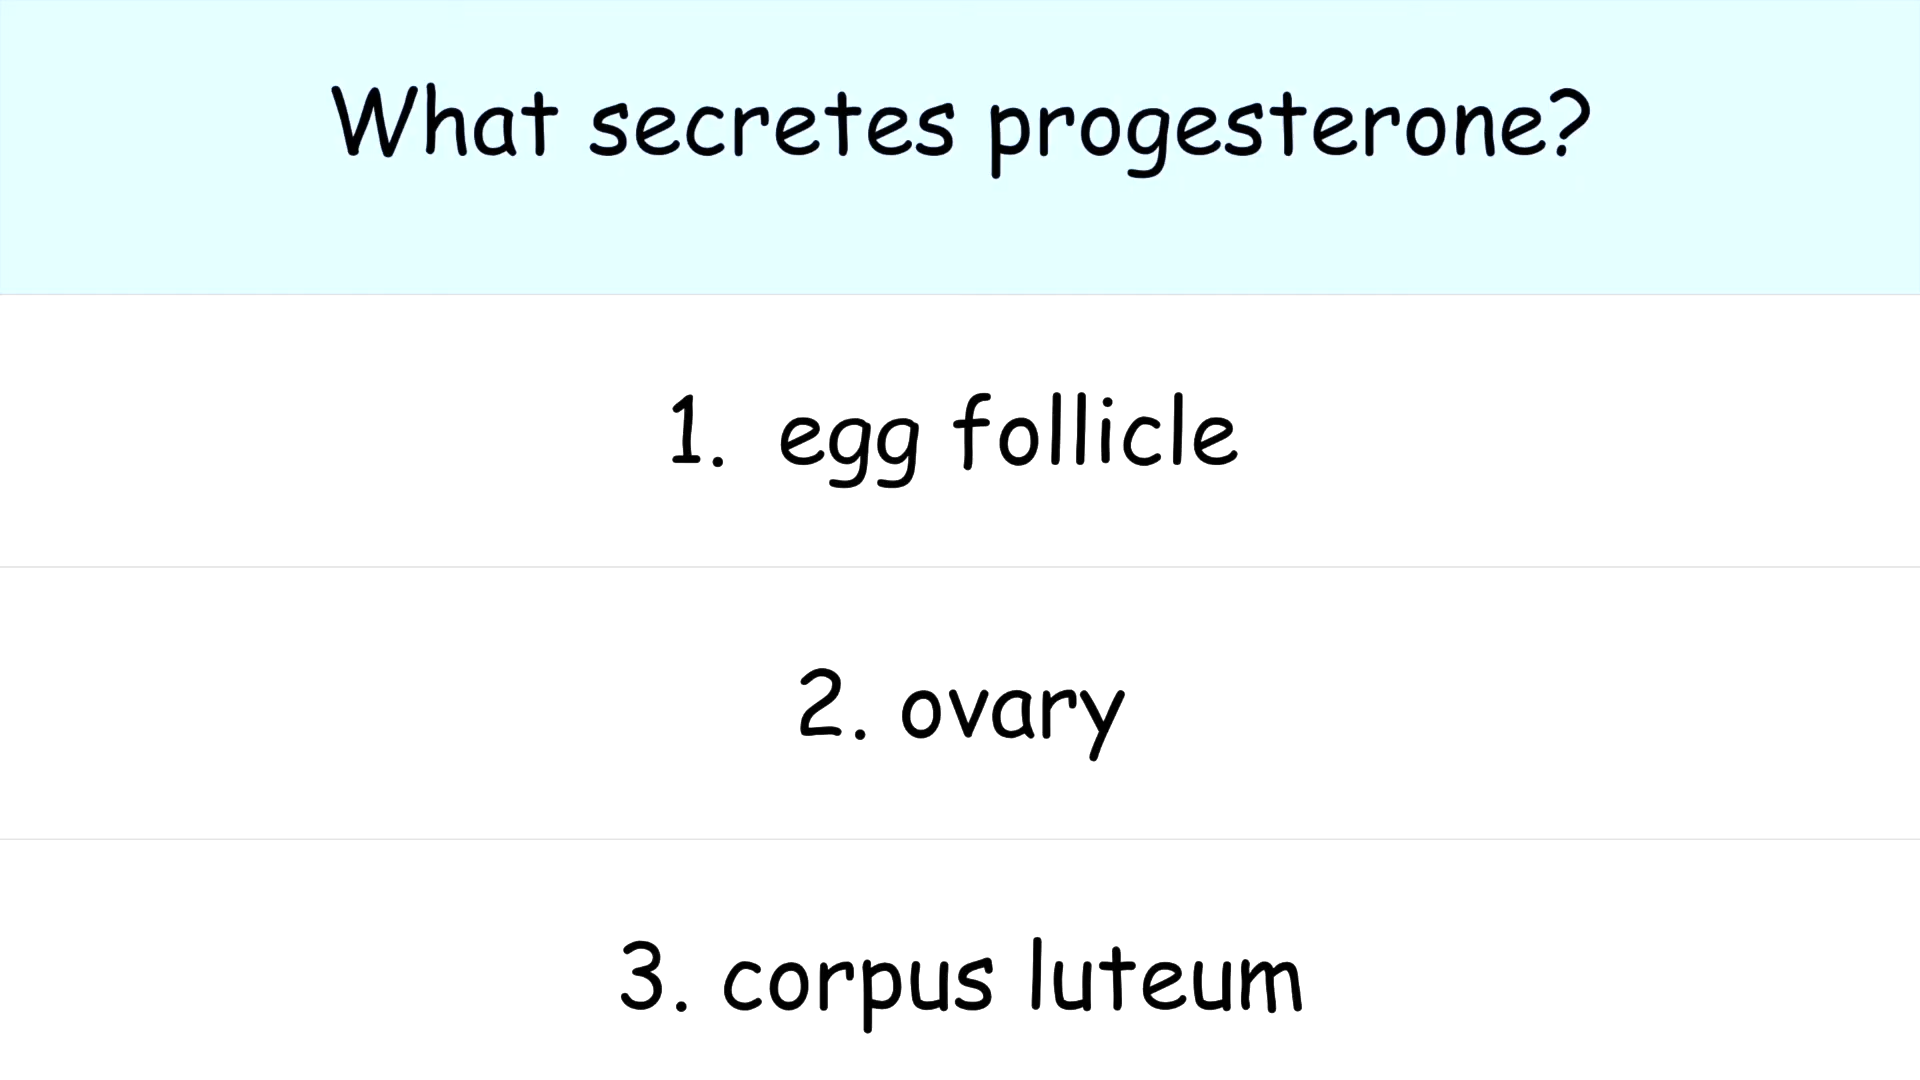 What secretes progesterone?
1. egg follicle
2. ovary
3. corpus luteum